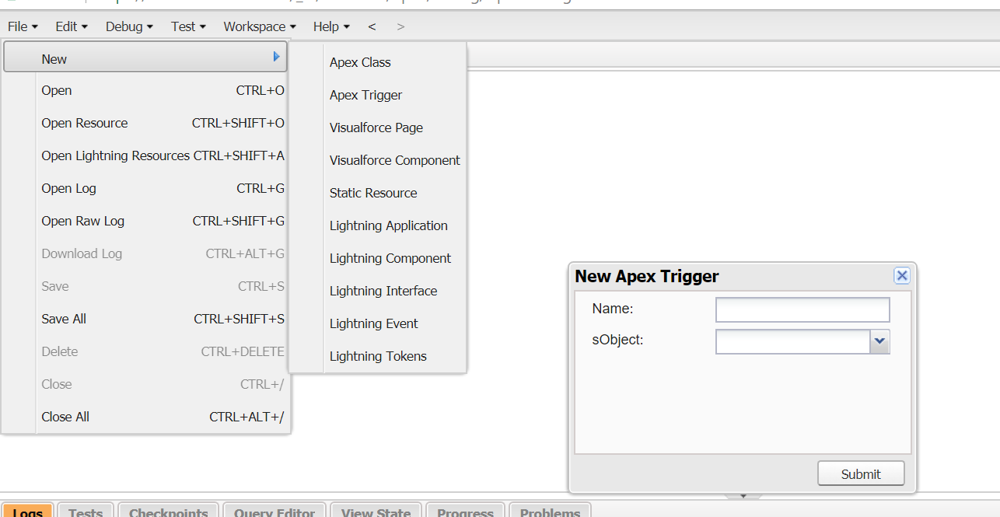 File Edit Debug Test Workspace Help < >
New
Open CTRL+O
Open Resource CTRL+SHIFT+O
Open Lightning Resources CTRL+SHIFT+A
Open Log CTRL+G
Open Raw Log CTRL+SHIFT+G
Download Log CTRL+ALT+G
Save CTRL+S
Save All CTRL+SHIFT+S
Delete CTRL+DELETE
Close CTRL+/
Close All CTRL+ALT+/
Apex Class
Apex Trigger
Visualforce Page
Visualforce Component
Static Resource
Lightning Application
Lightning Component
Lightning Interface
Lightning Event
Lightning Tokens
New Apex Trigger
Name:
sObject:
Submit
Logs Tests Checkpoints Query Editor View State Progress Problems